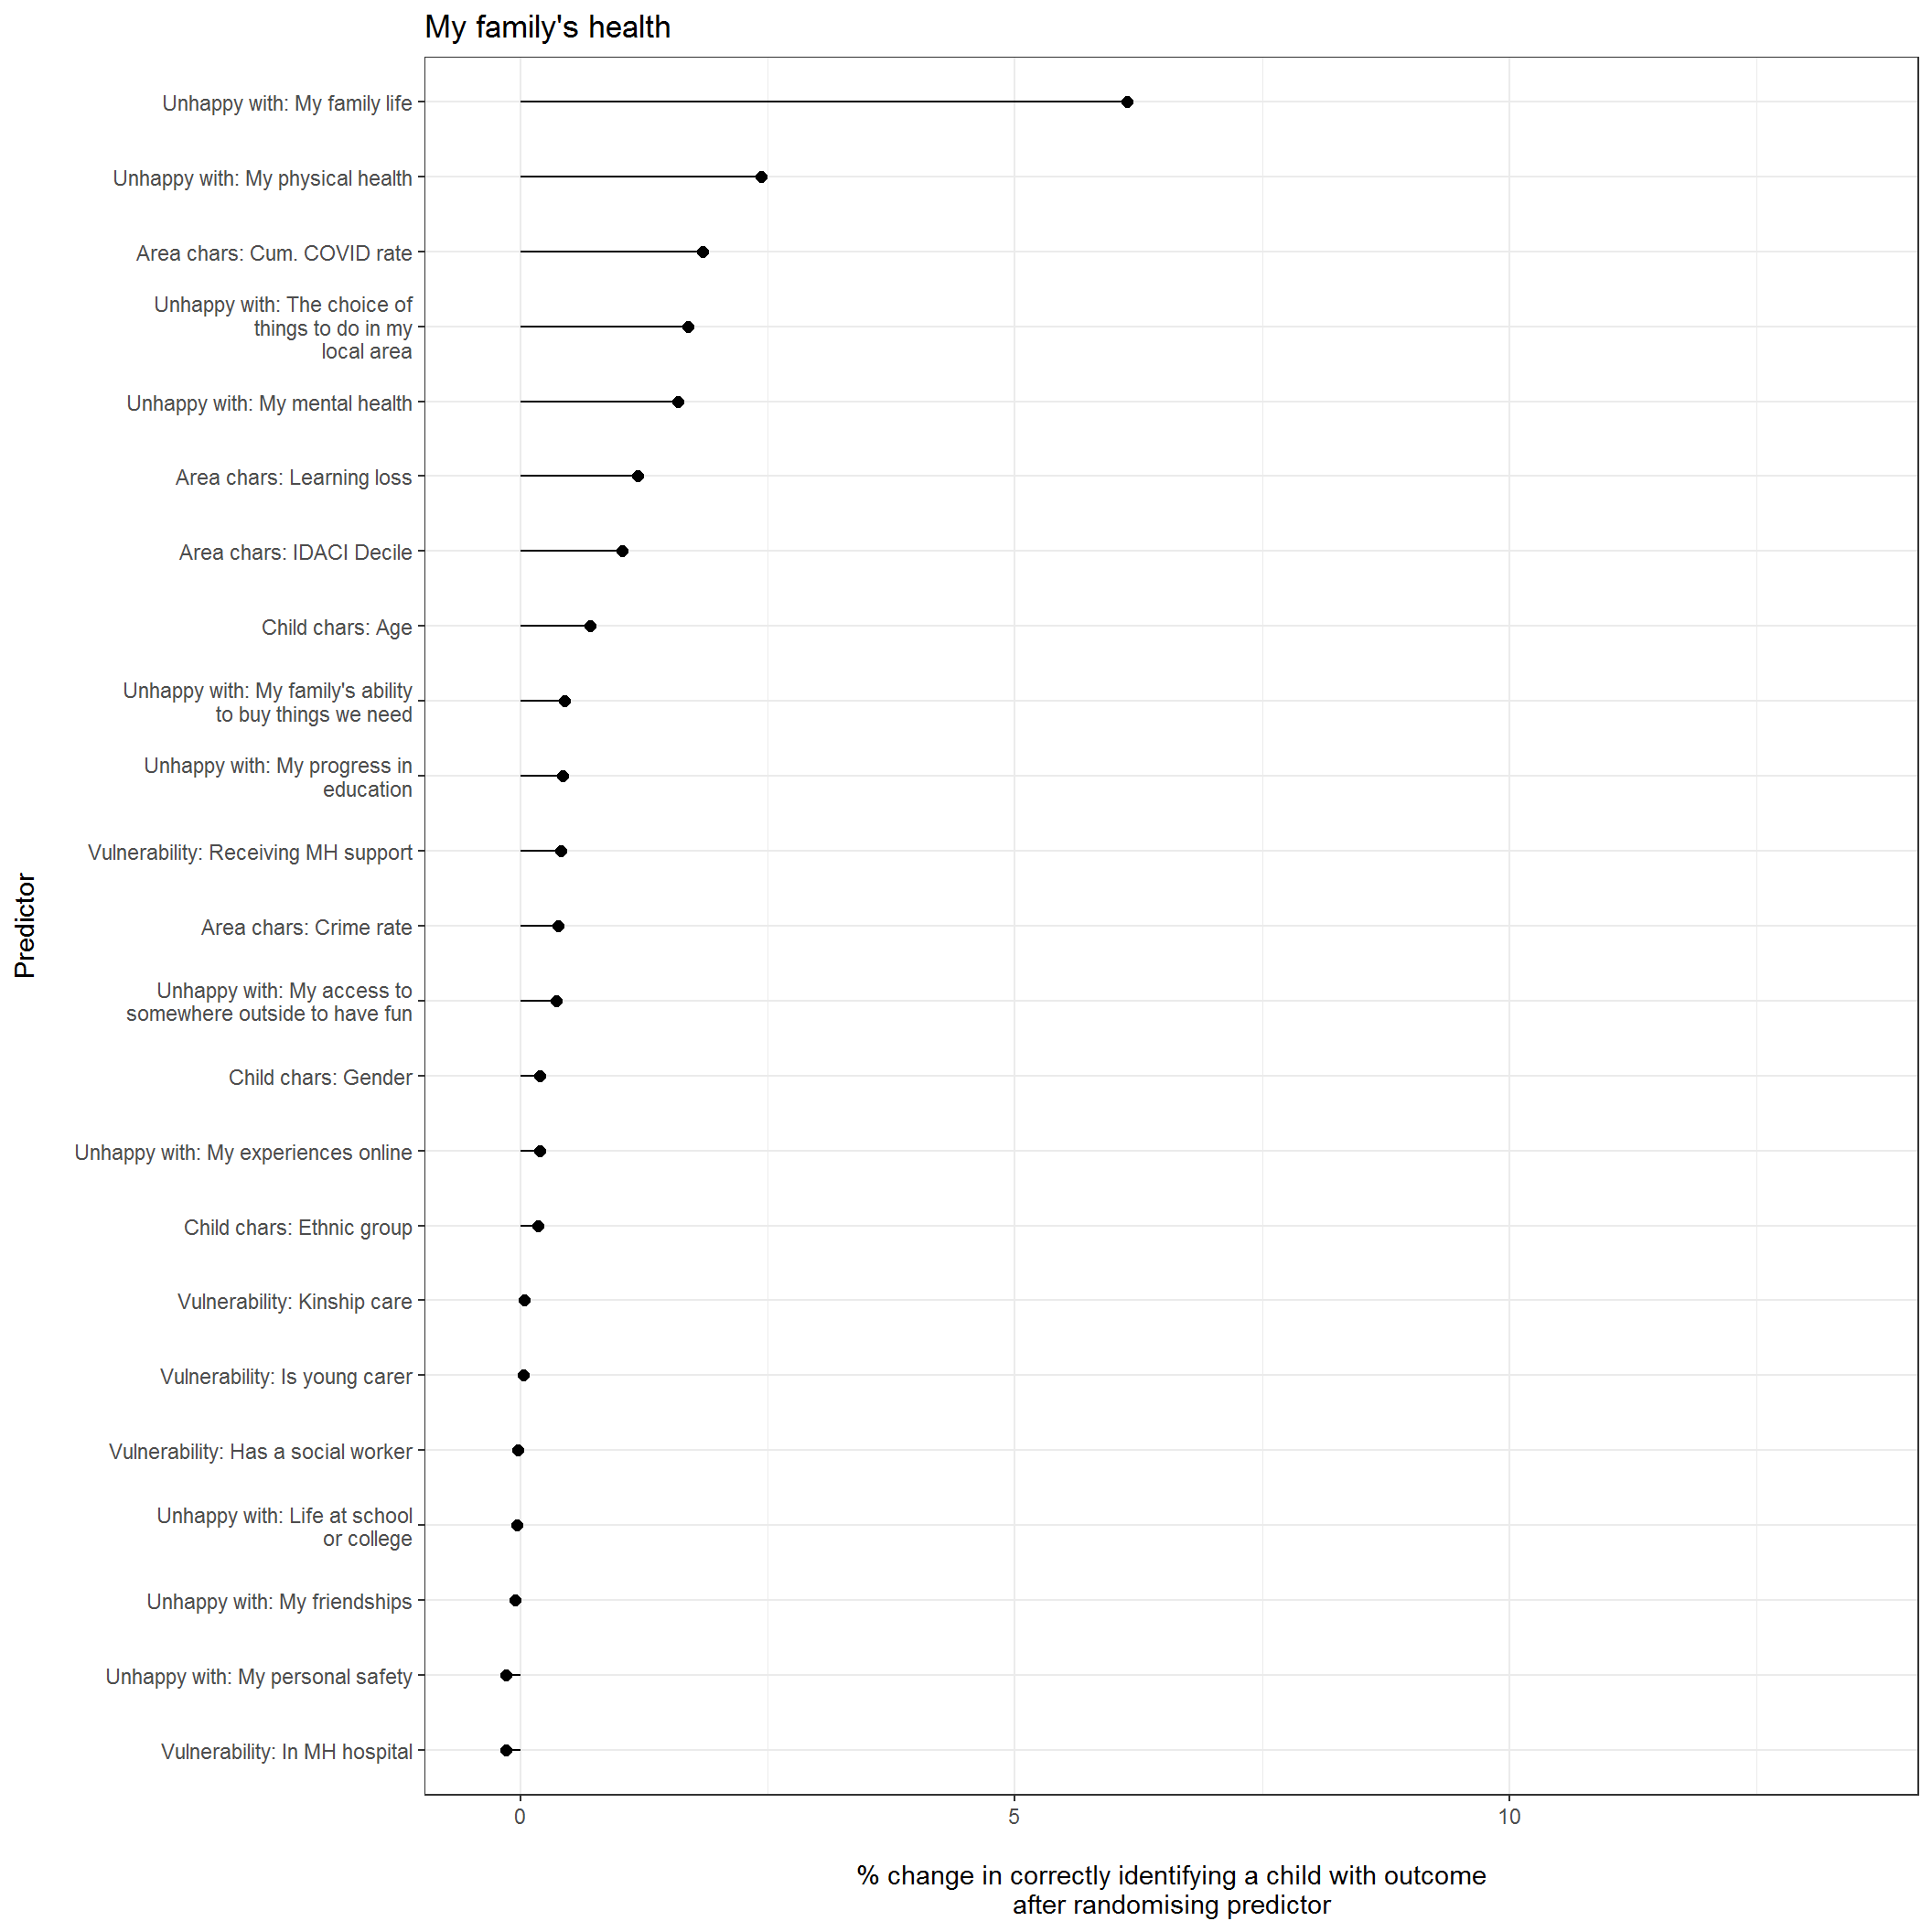 My family's health
Unhappy with: My family life
Unhappy with: My physical health
Area chars: Cum. COVID rate
Unhappy with: The choice of
things to do in my
local area
Unhappy with: My mental health
Area chars: Learning loss
Area chars: IDACI Decile
Child chars: Age
Unhappy with: My family's ability
to buy things we need
Unhappy with: My progress in
education
Vulnerability: Receiving MH support
Area chars: Crime rate
Unhappy with: My access to
somewhere outside to have fun
Child chars: Gender
Unhappy with: My experiences online
Child chars: Ethnic group
Vulnerability: Kinship care
Vulnerability: Is young carer
Vulnerability: Has a social worker
Unhappy with: Life at school
or college
Unhappy with: My friendships
Unhappy with: My personal safety
Vulnerability: In MH hospital
Predictor
0 5 10
% change in correctly identifying a child with outcome
after randomising predictor